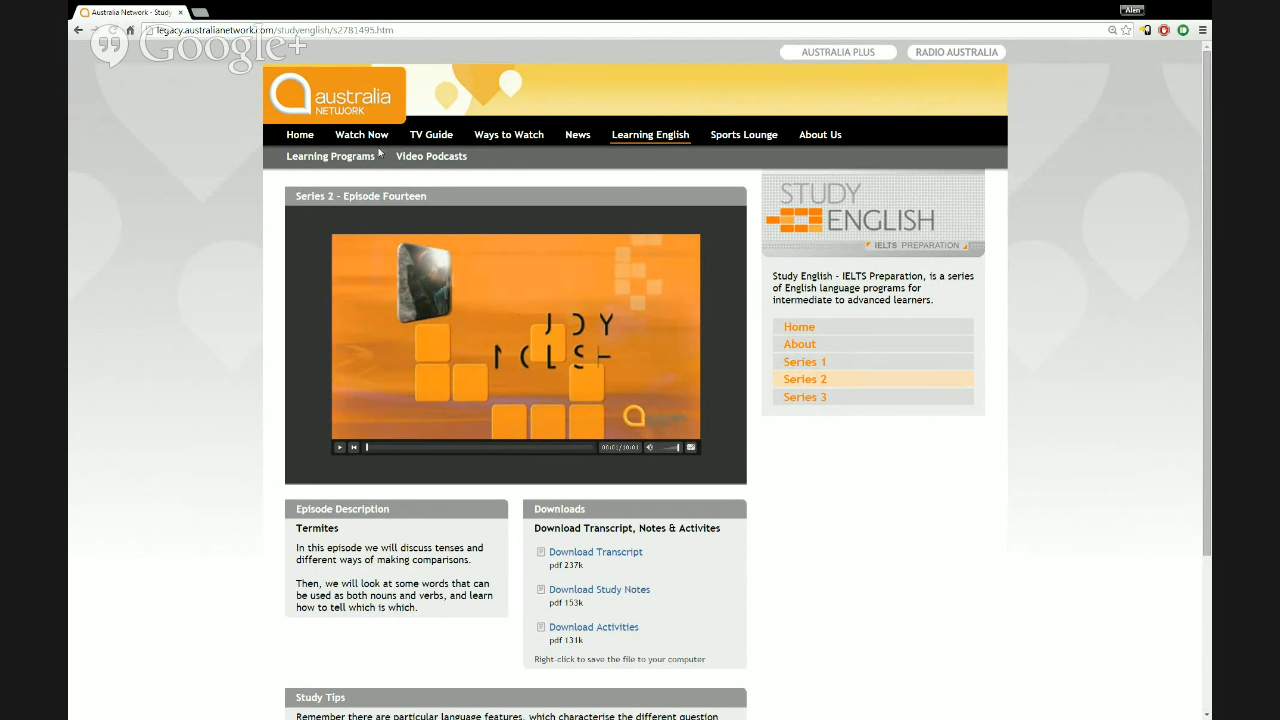 Australia Network - Study
Alen
legacy.australianetwork.com/studyenglish/s2781495.htm
Google+
AUSTRALIA PLUS
RADIO AUSTRALIA
australia
NETWORK
Home Watch Now TV Guide Ways to Watch News Learning English Sports Lounge About Us
Learning Programs Video Podcasts
Series 2 - Episode Fourteen
STUDY
ENGLISH
IELTS PREPARATION
Study English - IELTS Preparation, is a series
of English language programs for
intermediate to advanced learners.
Home
About
Series 1
Series 2
Series 3
00:01/10:01
Episode Description
Termites
In this episode we will discuss tenses and
different ways of making comparisons.
Then, we will look at some words that can
be used as both nouns and verbs, and learn
how to tell which is which.
Downloads
Download Transcript, Notes & Activites
Download Transcript
pdf 237k
Download Study Notes
pdf 153k
Download Activities
pdf 131k
Right-click to save the file to your computer
Study Tips
Remember there are particular language features, which characterise the different question